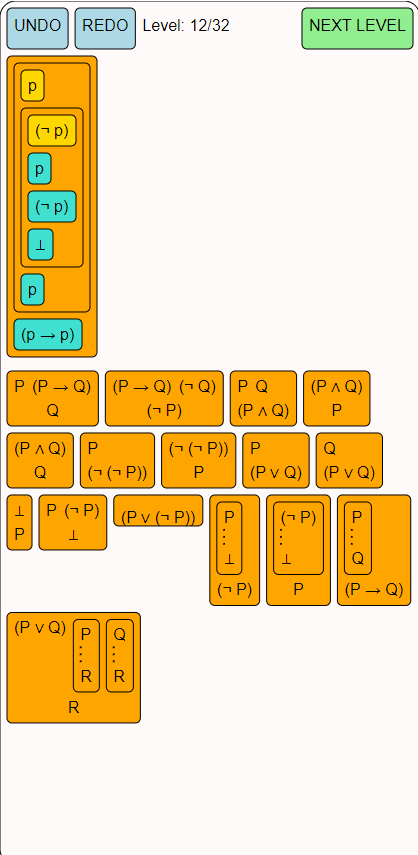 UNDO REDO Level: 12/32 NEXT LEVEL
p
(¬ p)
p
(¬ p)
⊥
p
(p → p)
P (P → Q)
Q
(P → Q) (¬ Q)
(¬ P)
P Q
(P ∧ Q)
(P ∧ Q)
P
(P ∧ Q)
Q
P
(¬ (¬ P))
(¬ (¬ P))
P
P
(P ∨ Q)
Q
(P ∨ Q)
⊥
P
P (¬ P)
⊥
(P ∨ (¬ P))
P
⋮
⊥
(¬ P)
(¬ P)
⋮
⊥
P
P
⋮
Q
(P → Q)
(P ∨ Q)
P
⋮
R
Q
⋮
R
R